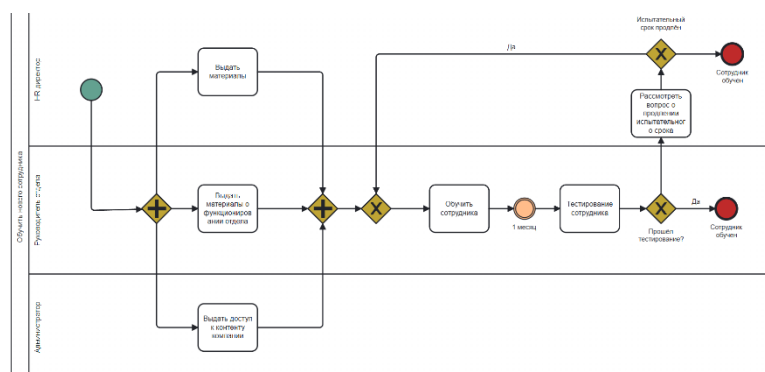 Обучить нового сотрудника
HR директор
Руководитель отдела
Администратор
Выдать
материалы
Выдать
материалы о
функциониров
ании отдела
Выдать доступ
к контенту
компании
Обучить
сотрудника
1 месяц
Тестирование
сотрудника
Прошёл
тестирование?
Да
Сотрудник
обучен
Рассмотреть
вопрос о
продлении
испытательног
о срока
Испытательный
срок продлён
Да
Сотрудник
обучен